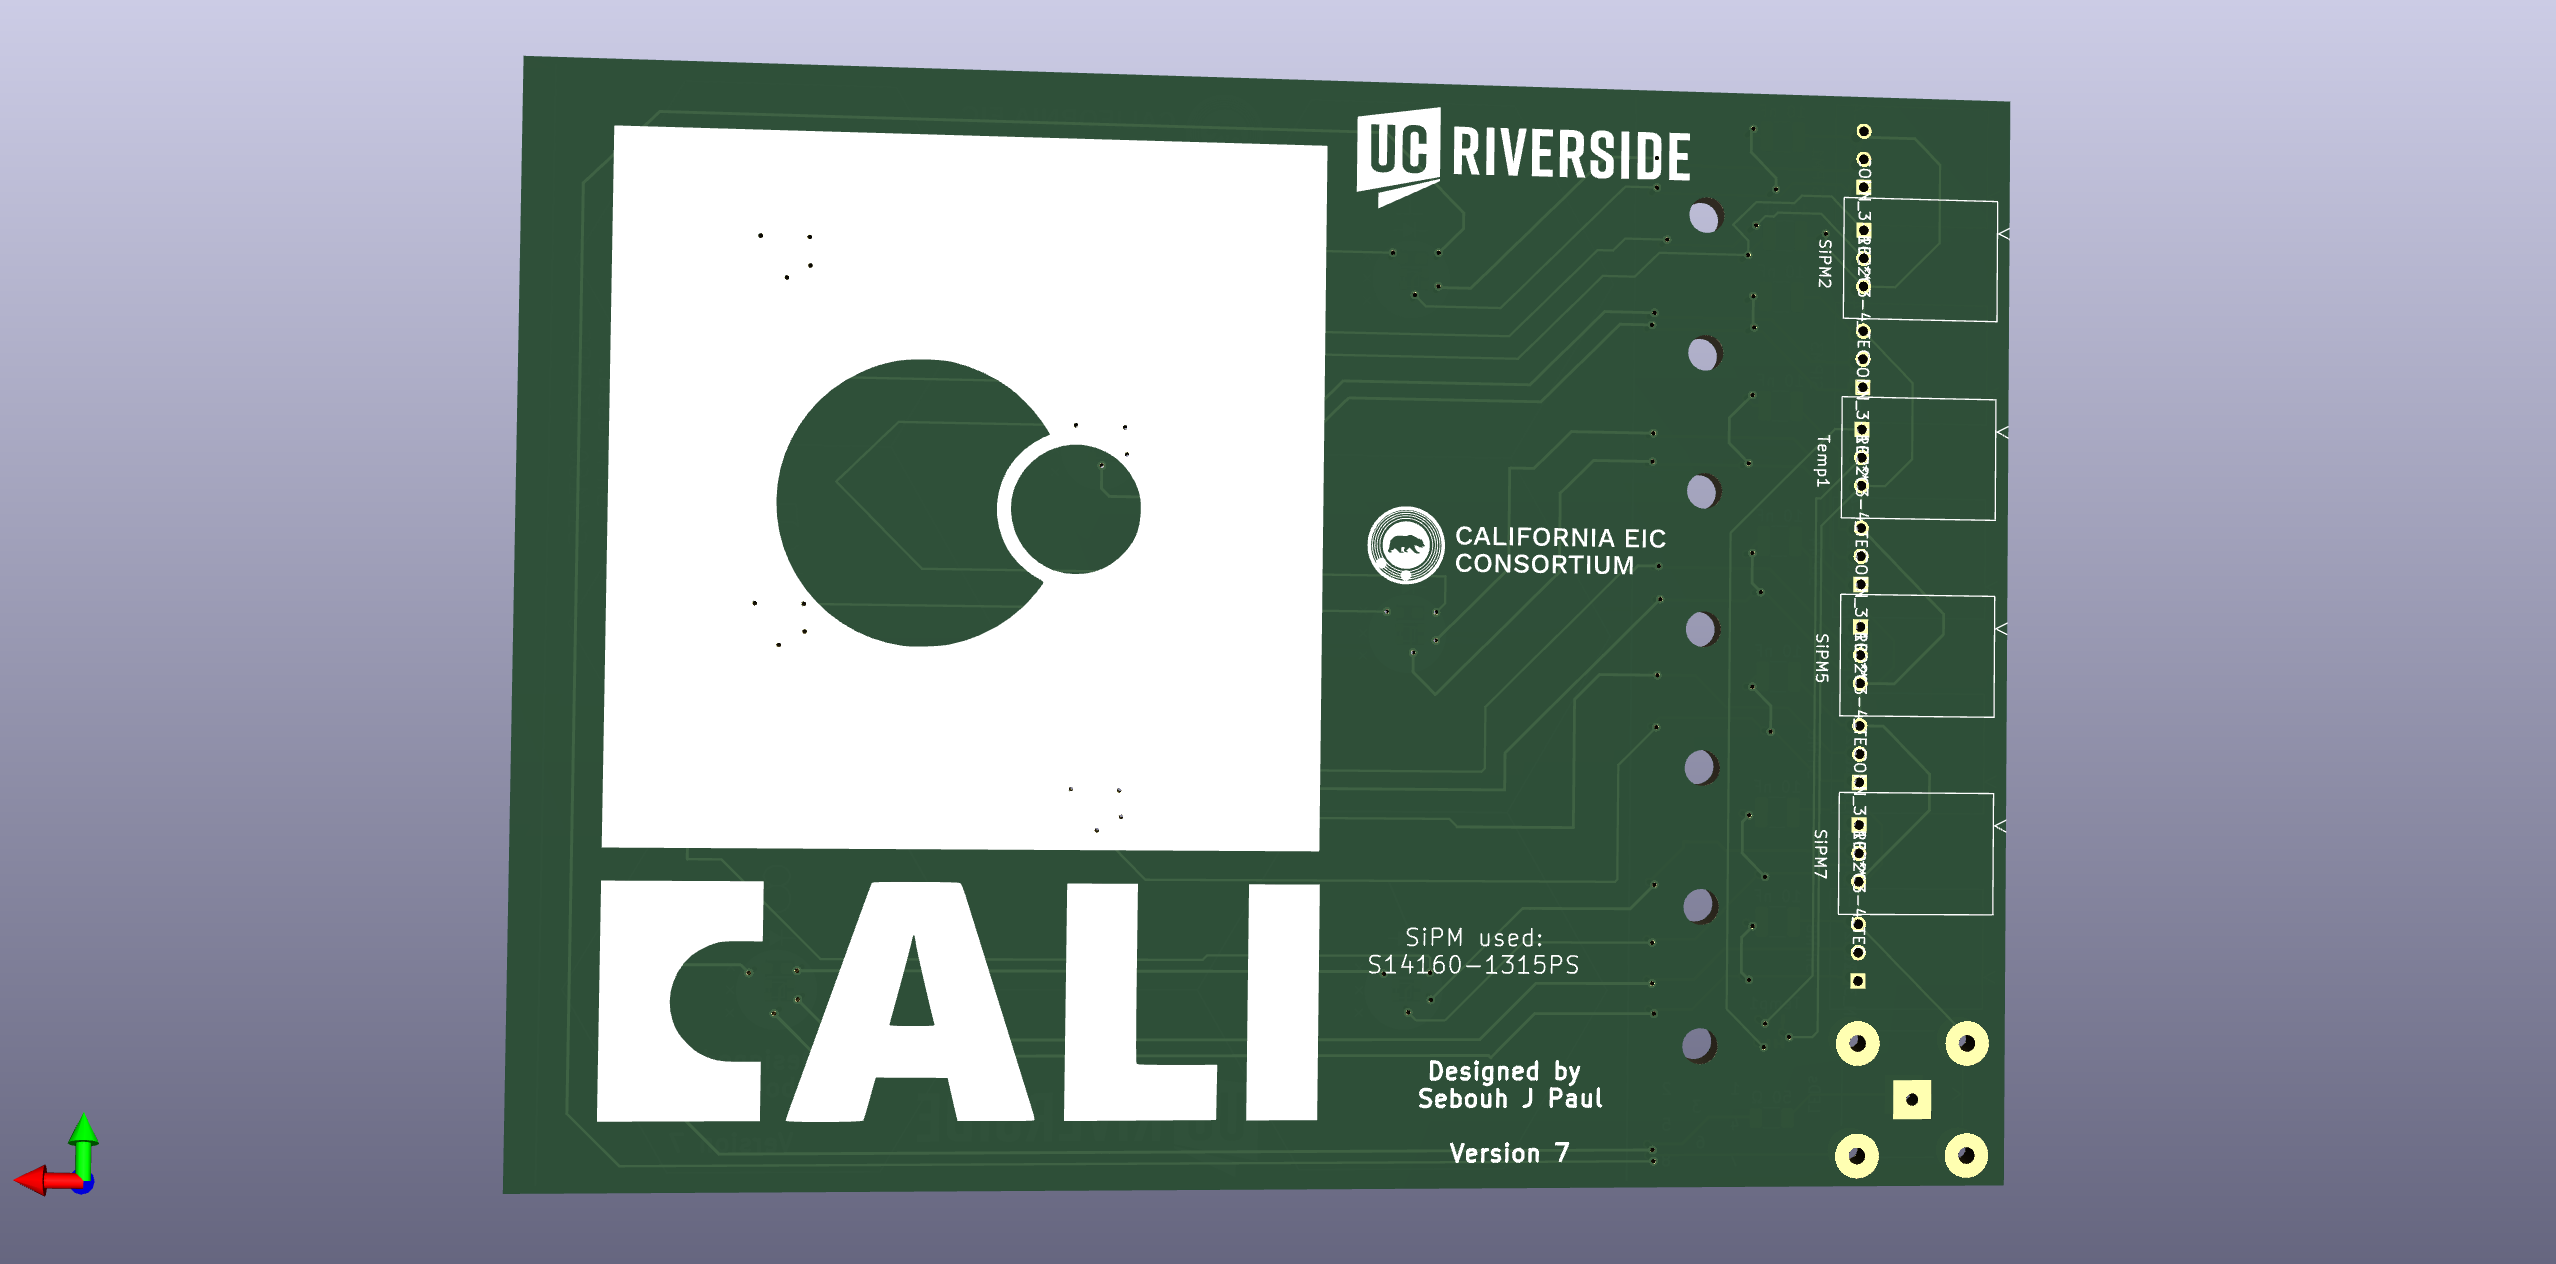 UC RIVERSIDE
SiPM2
Temp1
CALIFORNIA EIC
CONSORTIUM
SiPM5
SiPM7
CALI
SiPM used:
S14160-1315PS
Designed by
Sebouh J Paul
Version 7